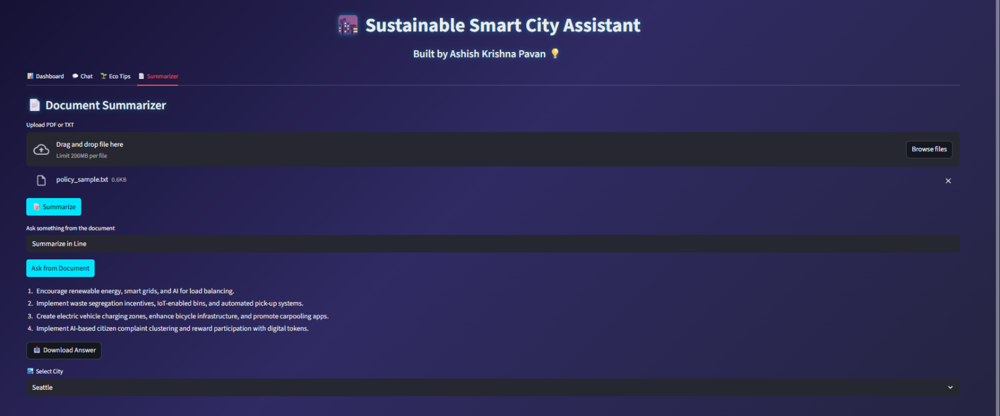 Sustainable Smart City Assistant
Built by Ashish Krishna Pavan
Dashboard Chat Eco Tips Summarizer
Document Summarizer
Upload PDF or TXT
Drag and drop file here
Limit 200MB per file
Browse files
policy_sample.txt 0.6KB
Summarize
Ask something from the document
Summarize in Line
Ask from Document
1. Encourage renewable energy, smart grids, and AI for load balancing.
2. Implement waste segregation incentives, IoT-enabled bins, and automated pick-up systems.
3. Create electric vehicle charging zones, enhance bicycle infrastructure, and promote carpooling apps.
4. Implement AI-based citizen complaint clustering and reward participation with digital tokens.
Download Answer
Select City
Seattle